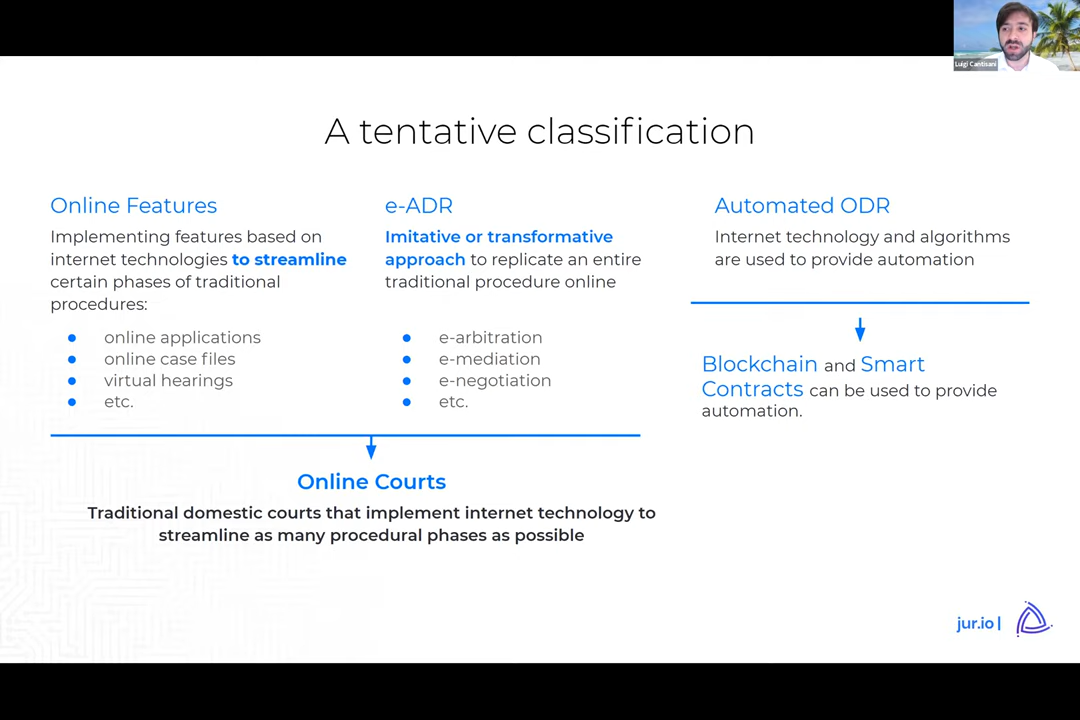 Luigi Cantisani
A tentative classification
Online Features
Implementing features based on
internet technologies to streamline
certain phases of traditional
procedures:
online applications
online case files
virtual hearings
etc.
e-ADR
Imitative or transformative
approach to replicate an entire
traditional procedure online
e-arbitration
e-mediation
e-negotiation
etc.
Online Courts
Traditional domestic courts that implement internet technology to
streamline as many procedural phases as possible
Automated ODR
Internet technology and algorithms
are used to provide automation
Blockchain and Smart
Contracts can be used to provide
automation.
jur.io |